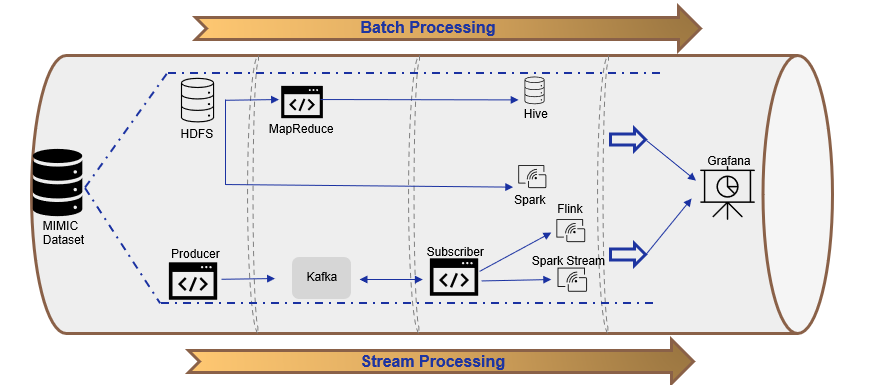 Batch Processing
HDFS
MapReduce
Hive
Grafana
Spark
MIMIC
Dataset
Flink
Producer
Kafka
Subscriber
Spark Stream
Stream Processing